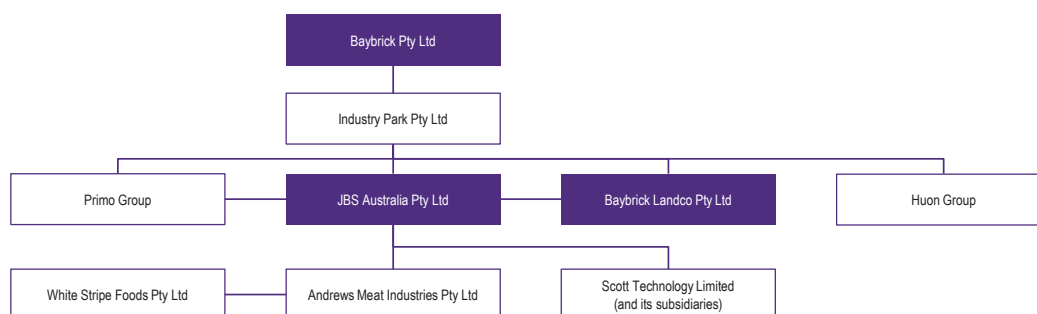 Baybrick Pty Ltd
Industry Park Pty Ltd
Primo Group
JBS Australia Pty Ltd
Baybrick Landco Pty Ltd
Huon Group
White Stripe Foods Pty Ltd
Andrews Meat Industries Pty Ltd
Scott Technology Limited
(and its subsidiaries)